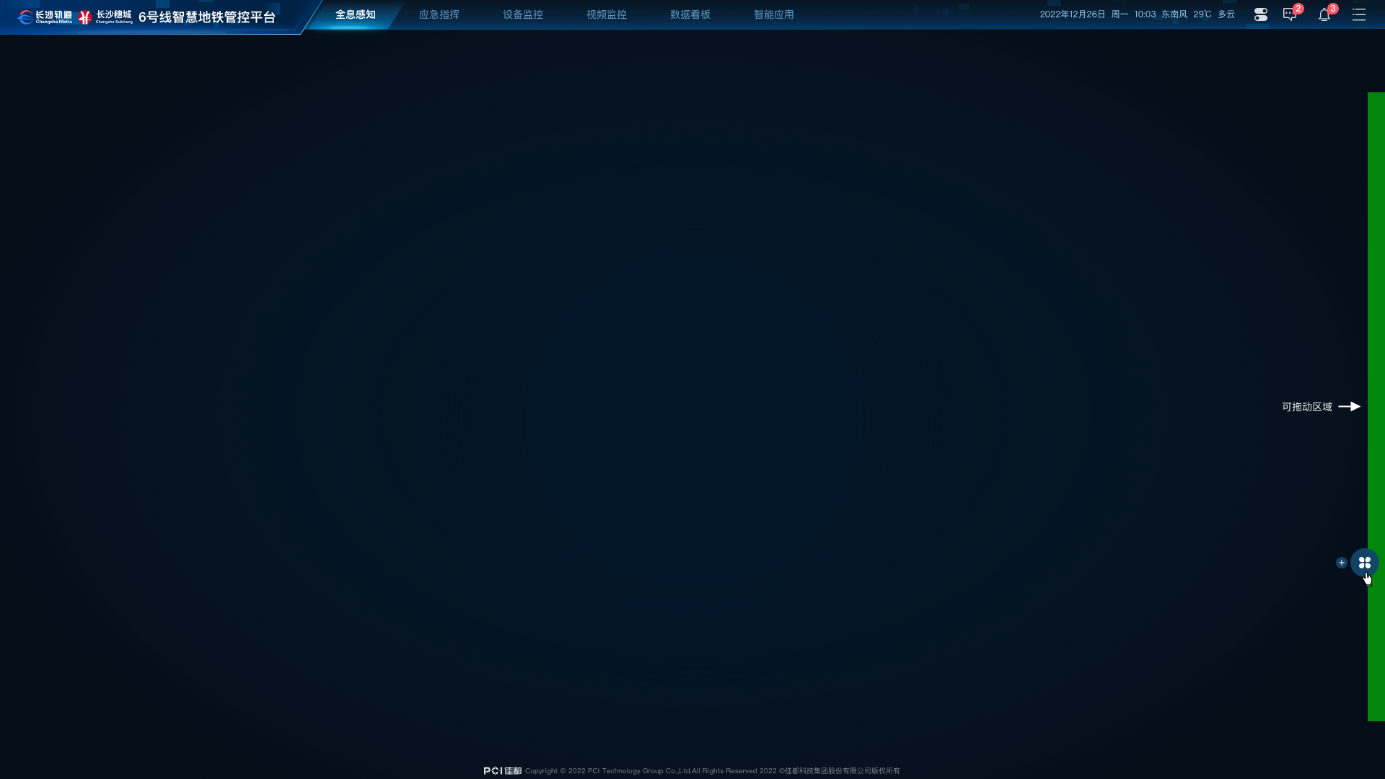 长沙轨道 Changsha Metro 长沙穗城 Changsha Suicheng 6号线智慧地铁管控平台 全息感知 应急指挥 设备监控 视频监控 数据看板 智能应用 2022年12月26日 周一 10:03 东南风 29℃ 多云 2 3
可拖动区域
PCI佳都 Copyright © 2022 PCI Technology Group Co.,Ltd.All Rights Reserved 2022 ©佳都科技集团股份有限公司版权所有